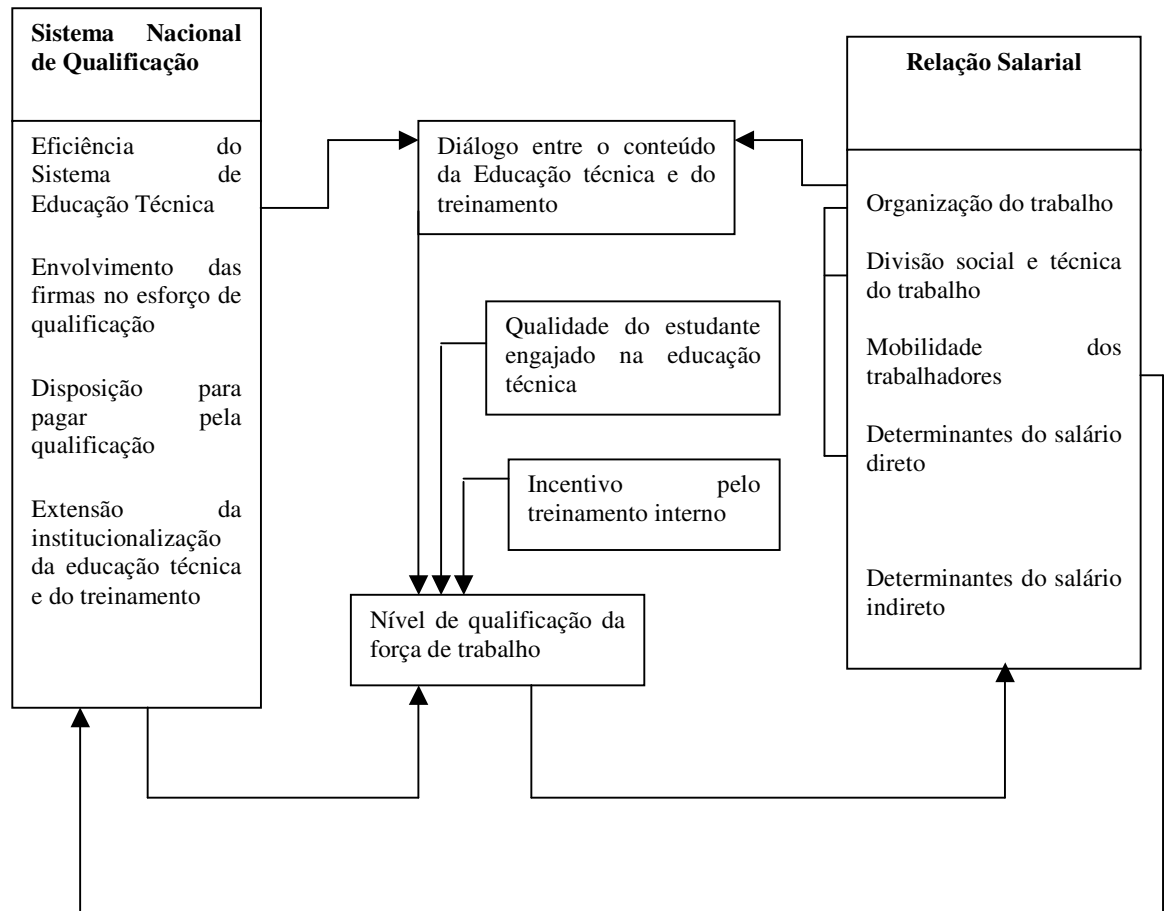 Sistema Nacional
de Qualificação
Eficiência do
Sistema de
Educação Técnica
Envolvimento das
firmas no esforço de
qualificação
Disposição para
pagar pela
qualificação
Extensão da
institucionalização
da educação técnica
e do treinamento
Diálogo entre o conteúdo
da Educação técnica e do
treinamento
Qualidade do estudante
engajado na educação
técnica
Incentivo pelo
treinamento interno
Nível de qualificação da
força de trabalho
Relação Salarial
Organização do trabalho
Divisão social e técnica
do trabalho
Mobilidade dos
trabalhadores
Determinantes do salário
direto
Determinantes do salário
indireto